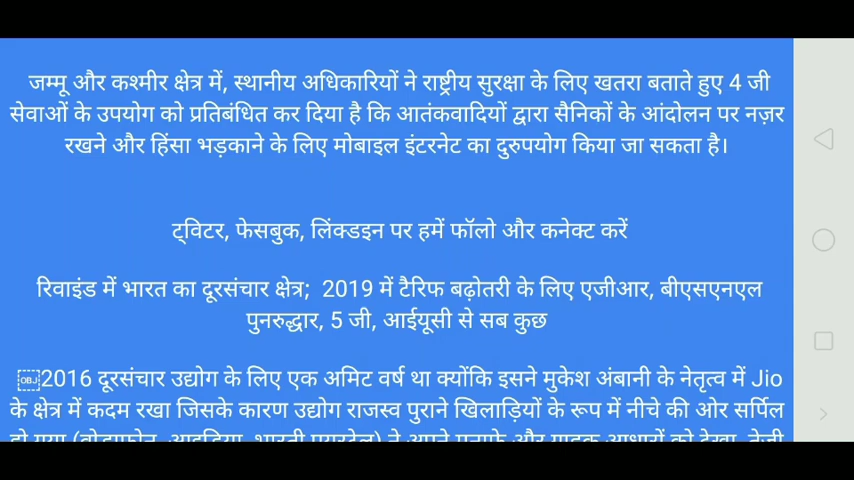 जम्मू और कश्मीर क्षेत्र में, स्थानीय अधिकारियों ने राष्ट्रीय सुरक्षा के लिए खतरा बताते हुए 4 जी
सेवाओं के उपयोग को प्रतिबंधित कर दिया है कि आतंकवादियों द्वारा सैनिकों के आंदोलन पर नज़र
रखने और हिंसा भड़काने के लिए मोबाइल इंटरनेट का दुरुपयोग किया जा सकता है।
ट्विटर, फेसबुक, लिंक्डइन पर हमें फॉलो और कनेक्ट करें
रिवाइंड में भारत का दूरसंचार क्षेत्र; 2019 में टैरिफ बढ़ोतरी के लिए एजीआर, बीएसएनएल
पुनरुद्धार, 5 जी, आईयूसी से सब कुछ
OBJ 2016 दूरसंचार उद्योग के लिए एक अमिट वर्ष था क्योंकि इसने मुकेश अंबानी के नेतृत्व में Jio
के क्षेत्र में कदम रखा जिसके कारण उद्योग राजस्व पुराने खिलाड़ियों के रूप में नीचे की ओर सर्पिल